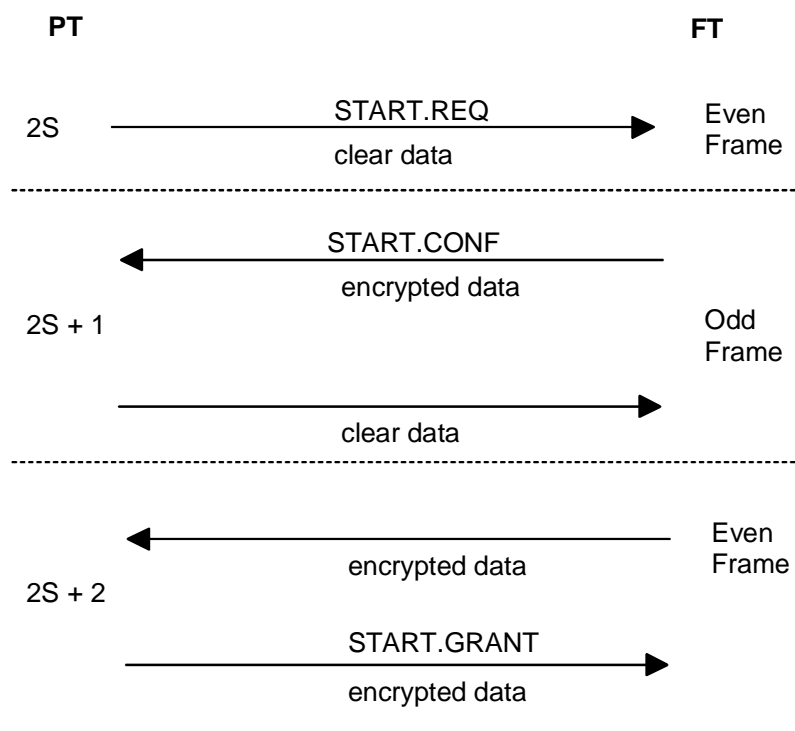 PT
FT
2S
START.REQ
clear data
Even
Frame
START.CONF
encrypted data
2S + 1
Odd
Frame
clear data
encrypted data
Even
Frame
2S + 2
START.GRANT
encrypted data